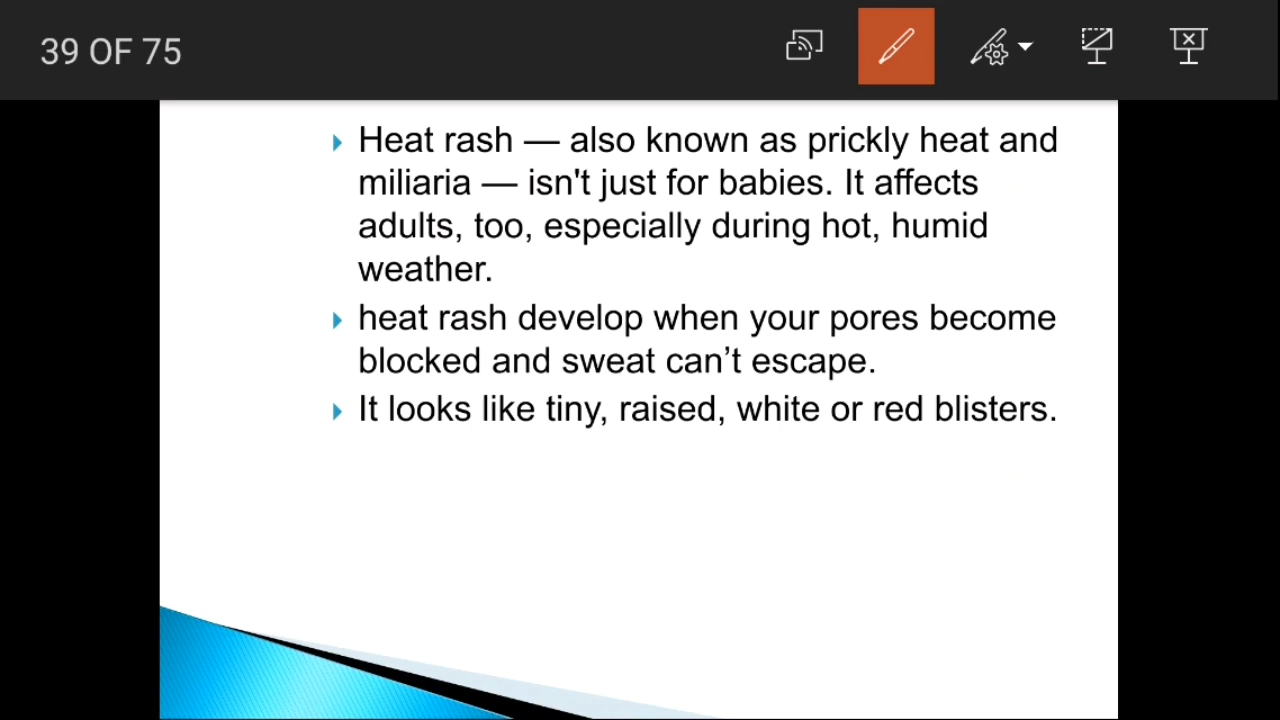 39 OF 75
Heat rash — also known as prickly heat and
miliaria — isn't just for babies. It affects
adults, too, especially during hot, humid
weather.
heat rash develop when your pores become
blocked and sweat can’t escape.
It looks like tiny, raised, white or red blisters.